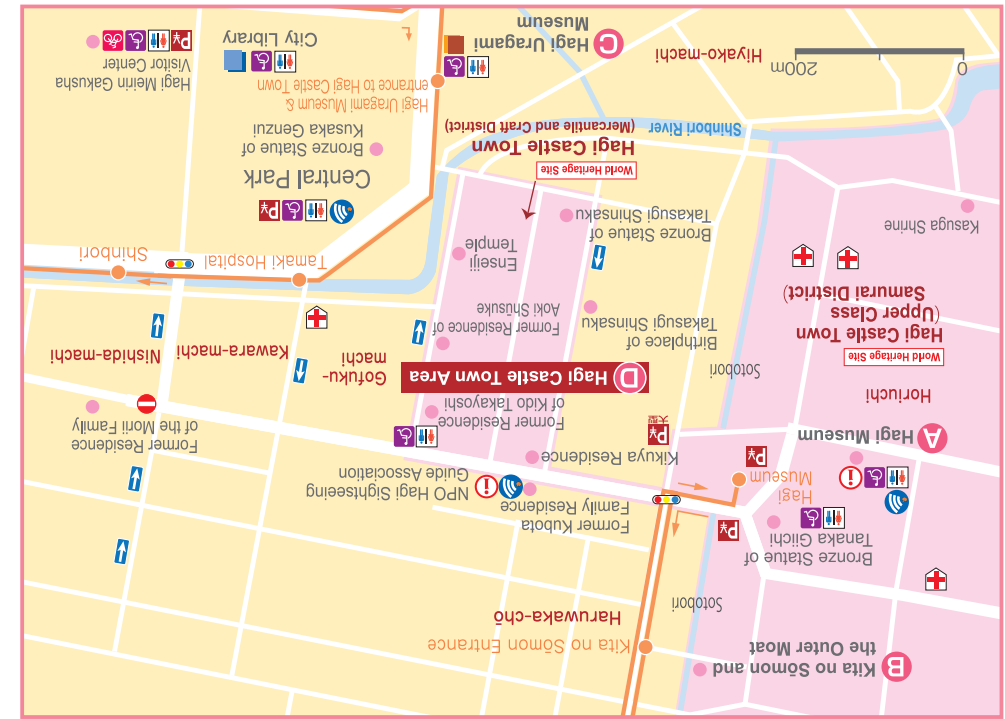 B
Kita no Sōmon and
the Outer Moat
Kita no Sōmon Entrance
Haruwaka-chō
Sotobori
Bronze Statue of
Tanaka Giichi
P
Former Kubota
Family Residence
NPO Hagi Sightseeing
Guide Association
Hagi
Museum
P
A
Hagi Museum
Kikuya Residence
P
大型
Former Residence
of the Morii Family
Former Residence
of Kido Takayoshi
Horiuchi
Sotobori
D
Hagi Castle Town Area
Gofuku-
machi
Kawara-machi
Nishida-machi
World Heritage Site
Hagi Castle Town
(Upper Class
Samurai District)
Birthplace of
Takasugi Shinsaku
Former Residence of
Aoki Shūsuke
Enseiji
Temple
Tamaki Hospital
Shinbori
Kasuga Shrine
Bronze Statue of
Takasugi Shinsaku
P
Central Park
World Heritage Site
Hagi Castle Town
(Mercantile and Craft District)
Bronze Statue of
Kusaka Genzui
Shinbori River
Hagi Uragami Museum &
entrance to Hagi Castle Town
Hagi Meirin Gakusha
Visitor Center
P
City Library
0
200m
Hiyako-machi
C
Hagi Uragami
Museum